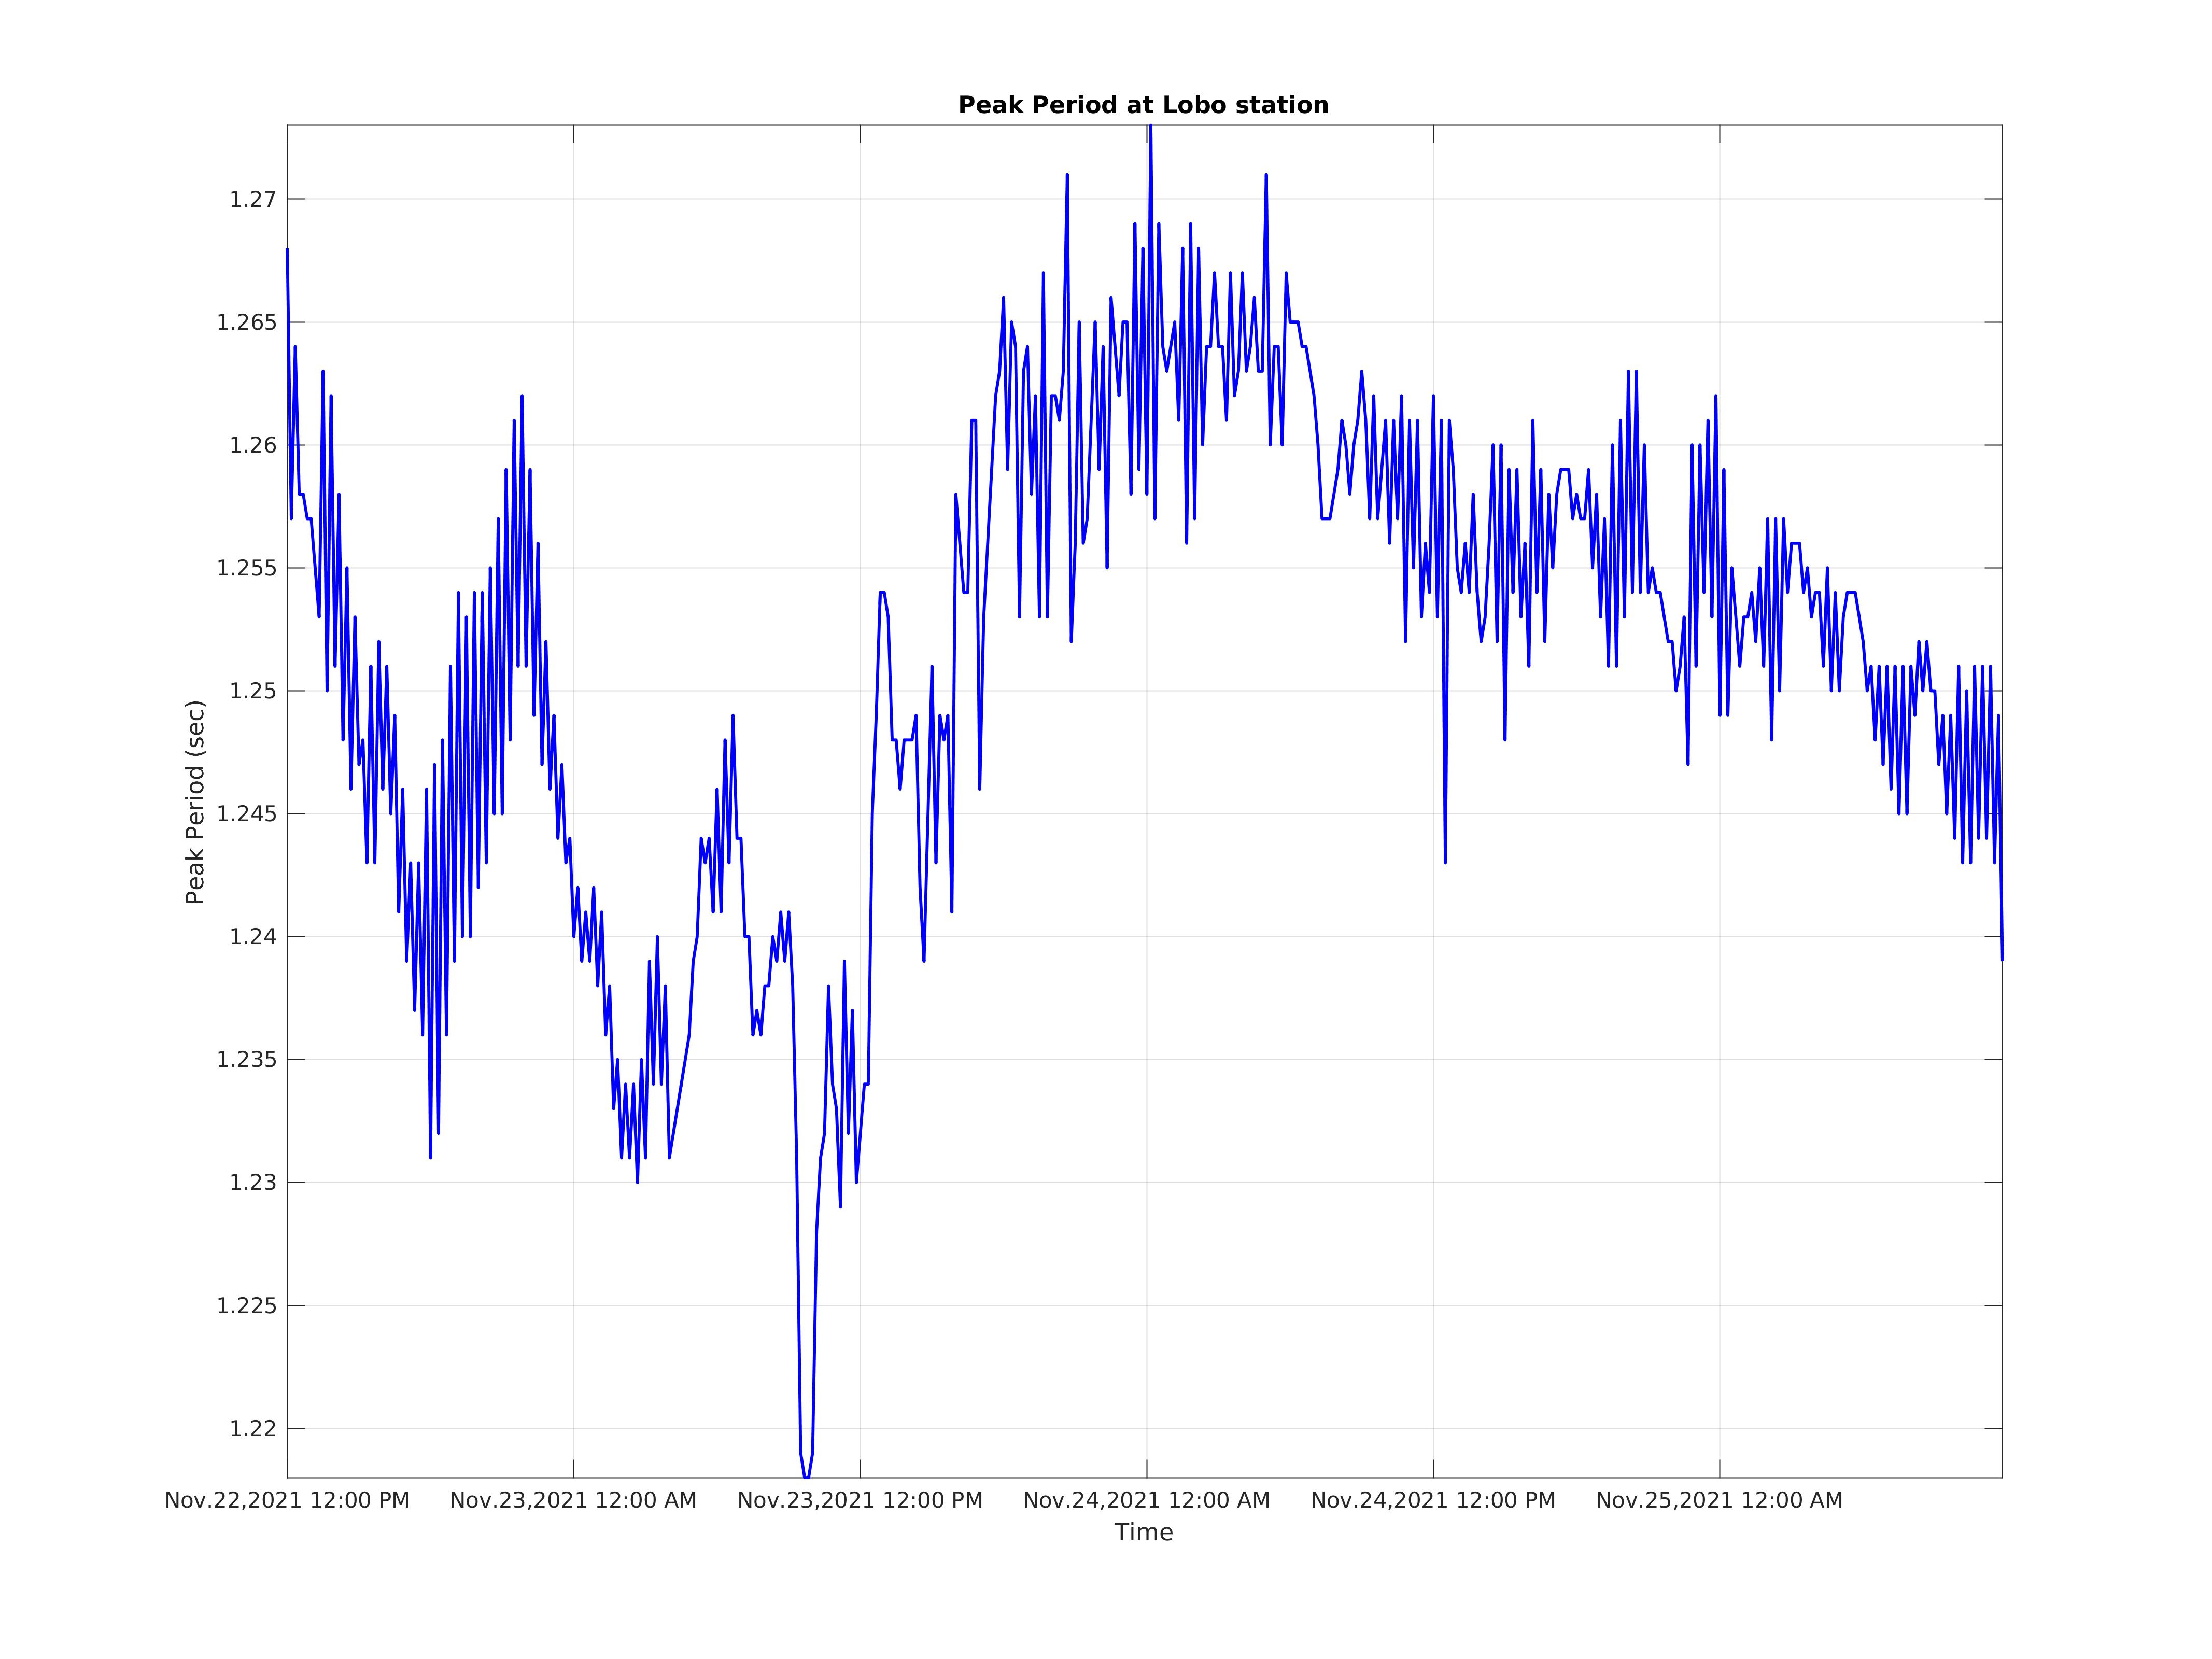 Peak Period at Lobo station
1.27
1.265
1.26
1.255
1.25
1.245
1.24
1.235
1.23
1.225
1.22
Peak Period (sec)
Nov.22,2021 12:00 PM
Nov.23,2021 12:00 AM
Nov.23,2021 12:00 PM
Nov.24,2021 12:00 AM
Nov.24,2021 12:00 PM
Nov.25,2021 12:00 AM
Time